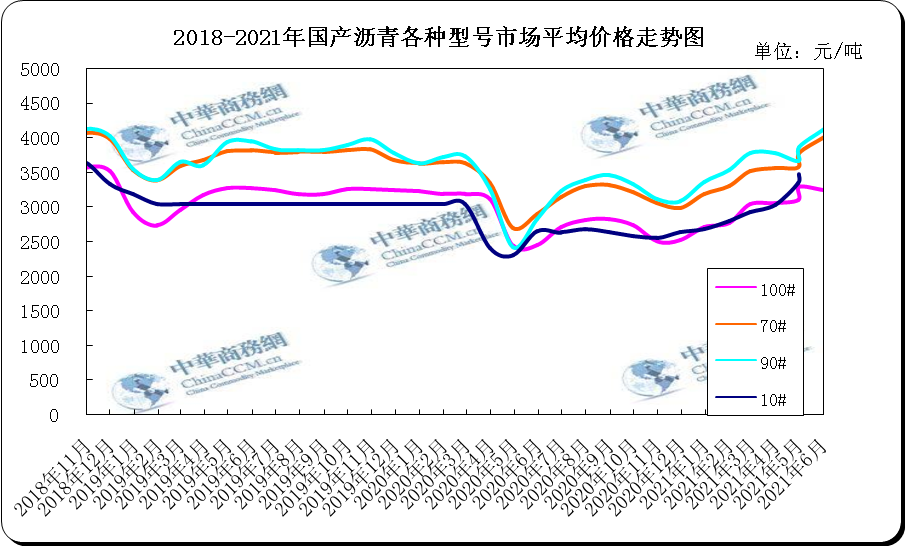 2018-2021年国产沥青各种型号市场平均价格走势图
单位：元/吨
5000
4500
4000
3500
3000
2500
2000
1500
1000
500
0
中華商務網
ChinaCCM.cn
China Commodity Marketplace
中華商務網
ChinaCCM.cn
China Commodity Marketplace
中華商務網
ChinaCCM.cn
China Commodity Marketplace
中華商務網
ChinaCCM.cn
China Commodity Marketplace
100#
70#
90#
10#
2018年11月
2018年12月
2019年1月
2019年2月
2019年3月
2019年4月
2019年5月
2019年6月
2019年7月
2019年8月
2019年9月
2019年10月
2019年11月
2019年12月
2020年1月
2020年2月
2020年3月
2020年4月
2020年5月
2020年6月
2020年7月
2020年8月
2020年9月
2020年10月
2020年11月
2020年12月
2021年1月
2021年2月
2021年3月
2021年4月
2021年5月
2021年6月